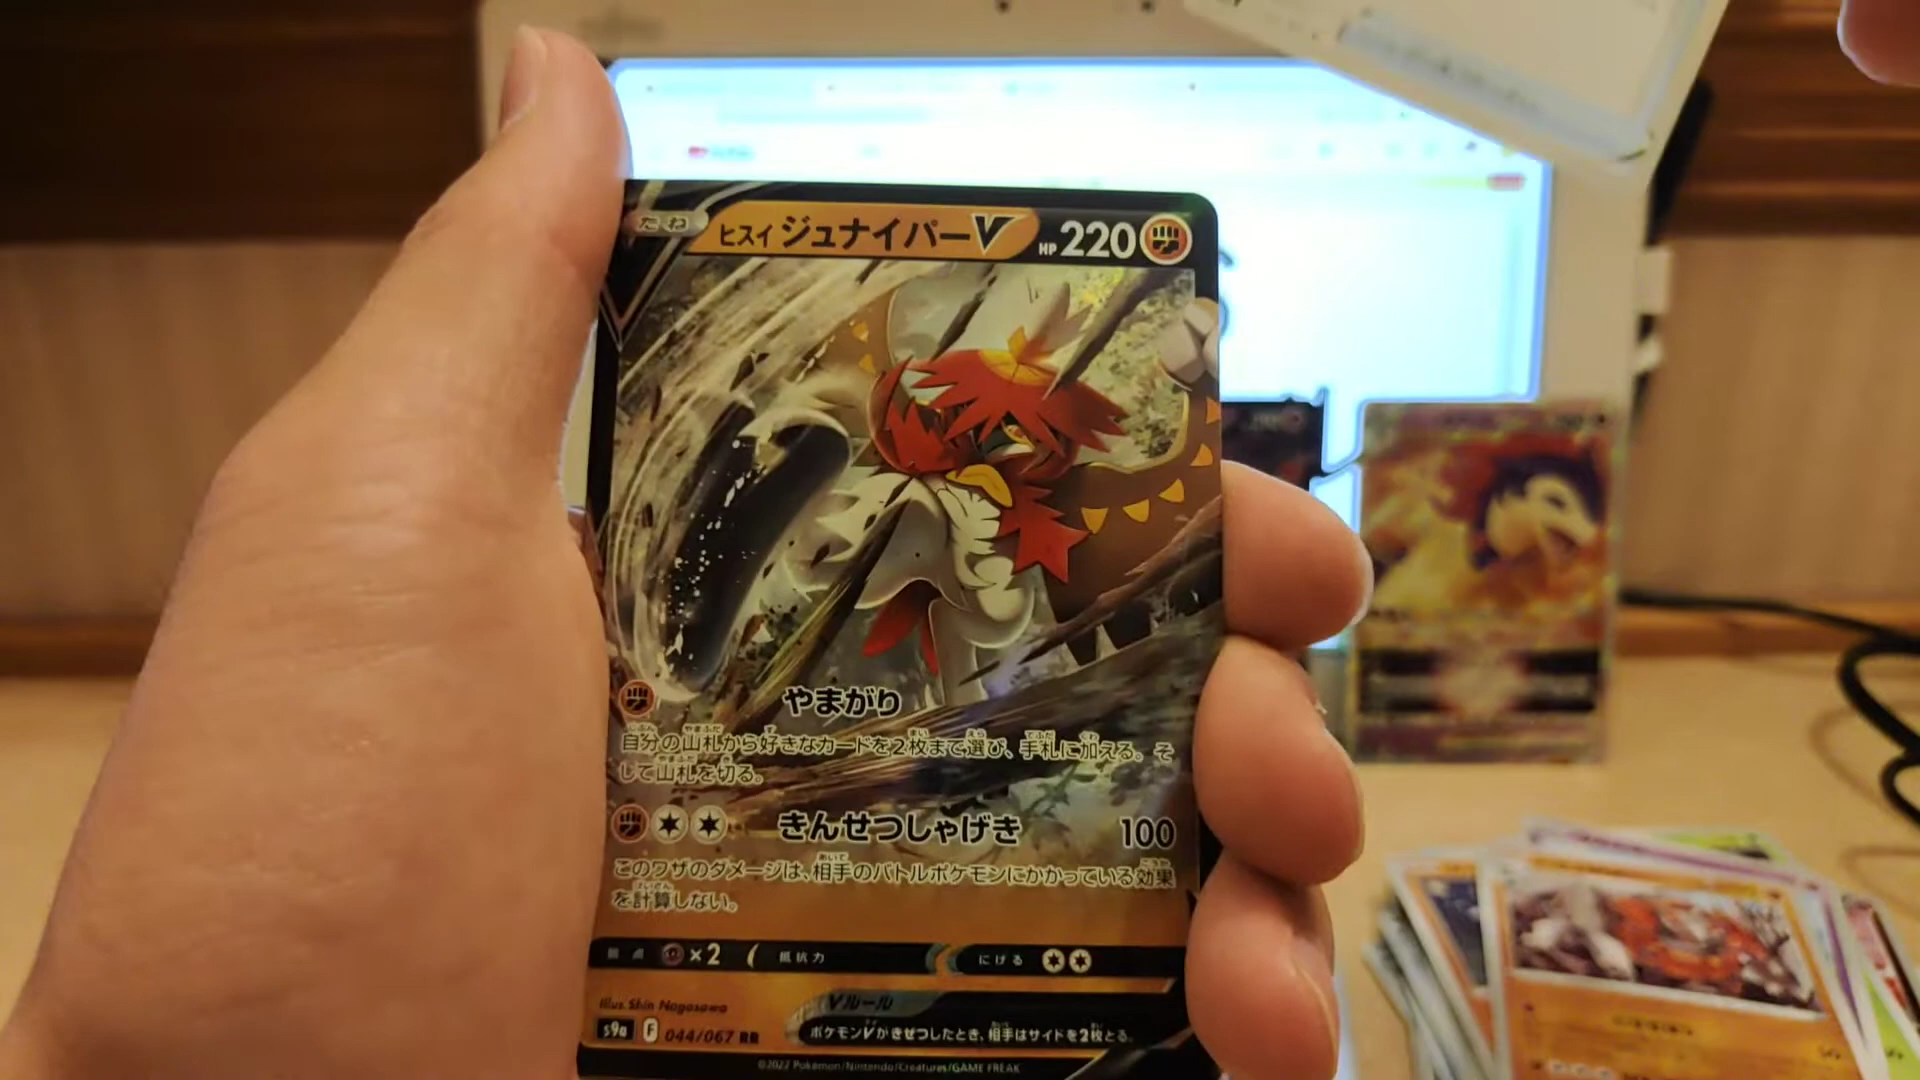 たね ヒスイ ジュナイパーV HP 220
やまがり
自分の山札から好きなカードを2枚まで選び、手札に加える。そ
して山札を切る。
きんせつしゃげき 100
このワザのダメージは、相手のバトルポケモンにかかっている効果
を計算しない。
弱点 ×2 抵抗力 にげる
Illus. Shin Nagasawa
Vルール
s9a F 044/067 RR
ポケモンVがきぜつしたとき、相手はサイドを2枚とる。
©2022 Pokémon/Nintendo/Creatures/GAME FREAK